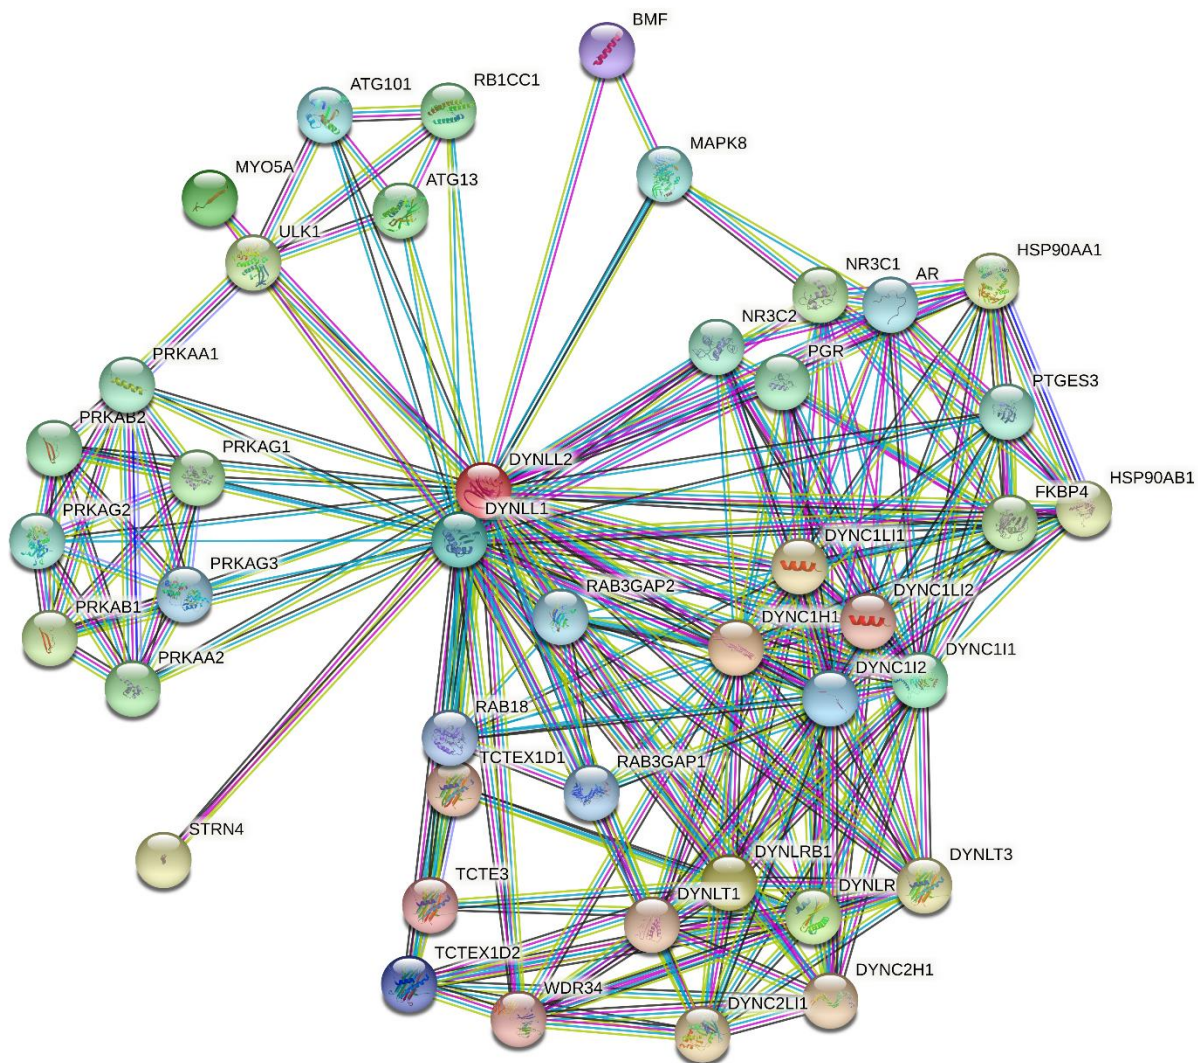 BMF
ATG101
RB1CC1
MAPK8
MYO5A
ATG13
ULK1
HSP90AA1
NR3C1
AR
NR3C2
PGR
PRKAA1
PTGES3
PRKAB2
PRKAG1
DYNLL2
HSP90AB1
FKBP4
DYNLL1
PRKAG2
DYNC1LI1
PRKAG3
RAB3GAP2
DYNC1LI2
PRKAB1
DYNC1H1
DYNC1I1
PRKAA2
DYNC1I2
RAB18
TCTEX1D1
RAB3GAP1
STRN4
DYNLRB1
DYNLT3
TCTE3
DYNLT1
DYNLR
TCTEX1D2
WDR34
DYNC2H1
DYNC2LI1